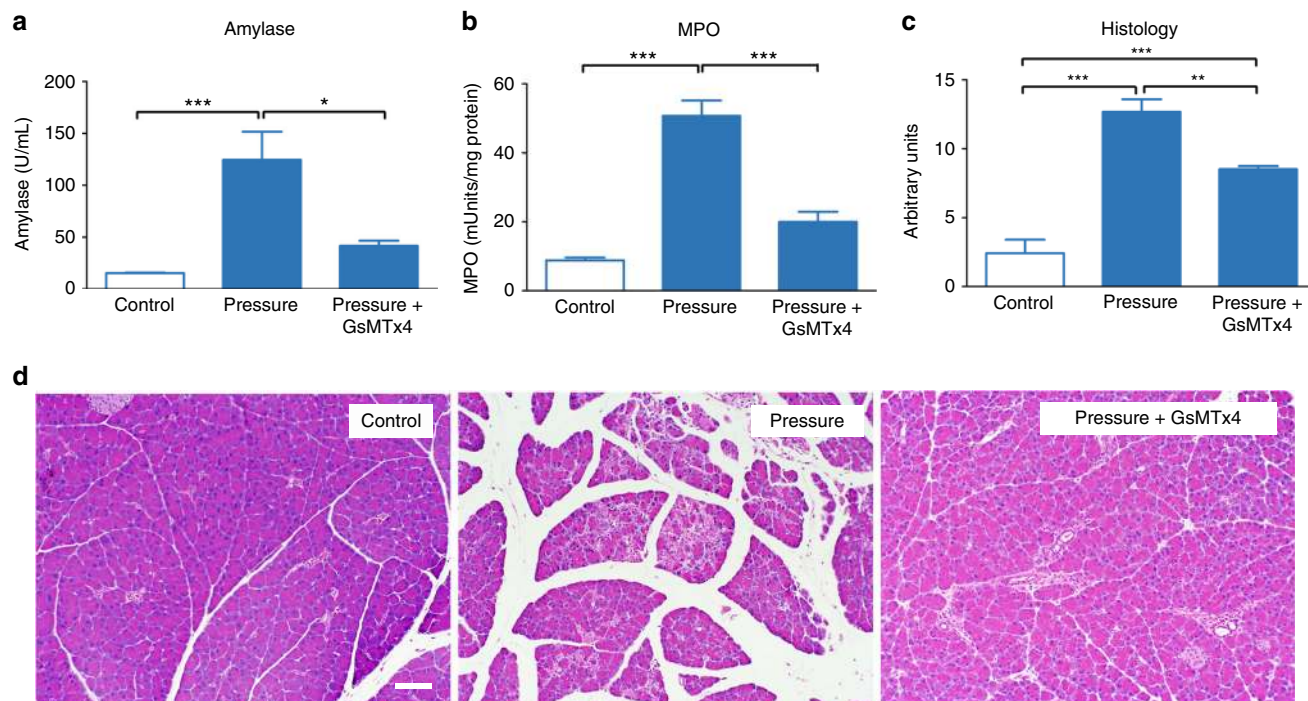 a
Amylase
Amylase (U/mL)
200
150
100
50
0
***
*
Control
Pressure
Pressure +
GsMTx4
b
MPO
MPO (mUnits/mg protein)
60
40
20
0
***
***
Control
Pressure
Pressure +
GsMTx4
c
Histology
Arbitrary units
15
10
5
0
***
***
**
Control
Pressure
Pressure +
GsMTx4
d
Control
Pressure
Pressure + GsMTx4